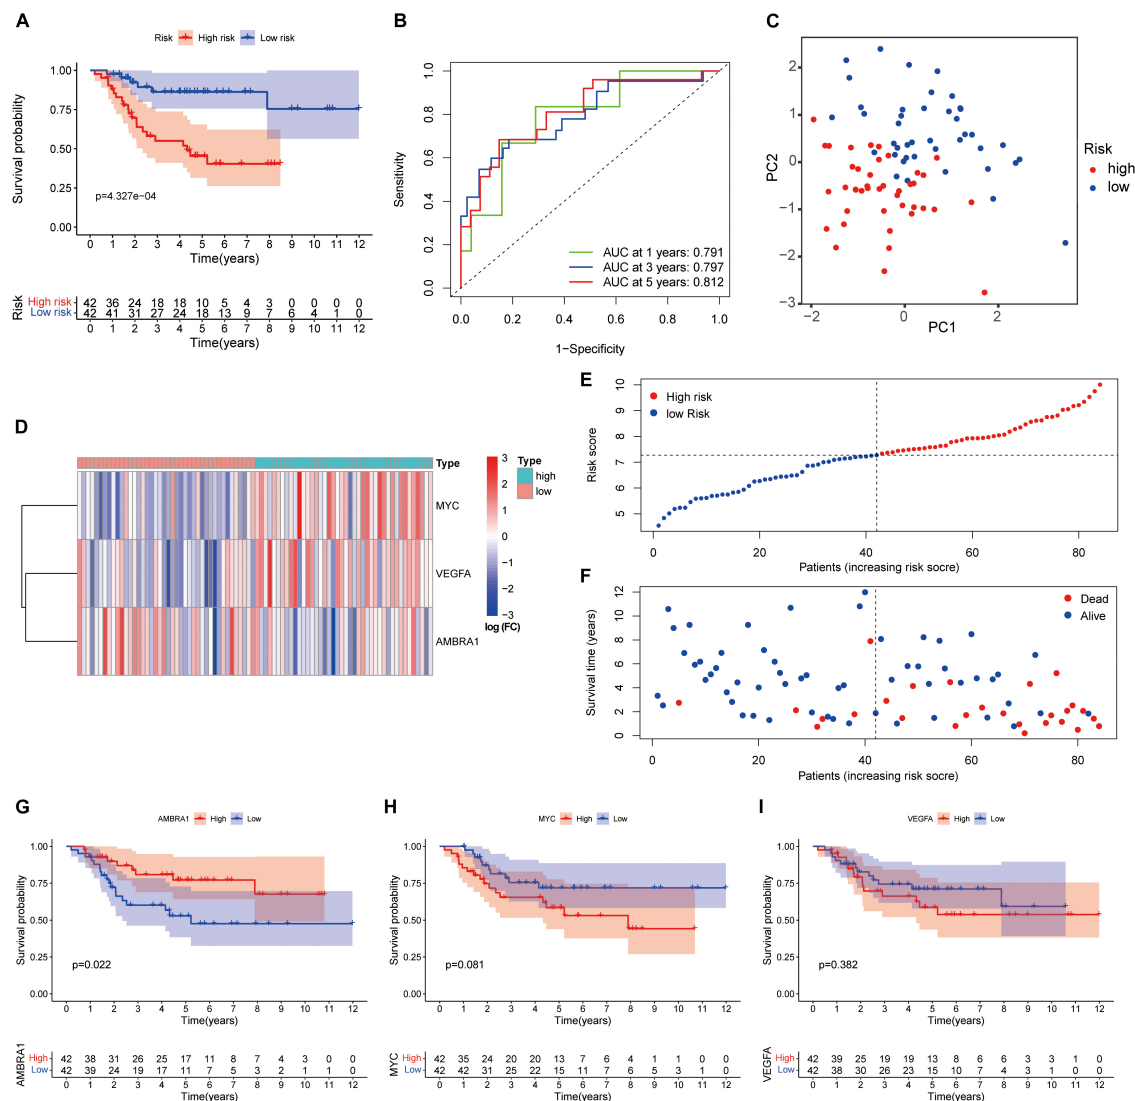 A
Risk High risk Low risk
Survival probability
1.00
0.75
0.50
0.25
0.00
p=4.327e−04
0 1 2 3 4 5 6 7 8 9 10 11 12
Time(years)
Risk
High risk 42 36 24 18 18 10 5 4 3 0 0 0 0
Low risk 42 41 31 27 24 18 13 9 7 6 4 1 0
0 1 2 3 4 5 6 7 8 9 10 11 12
Time(years)
B
Sensitivity
1.0
0.8
0.6
0.4
0.2
0.0
AUC at 1 years: 0.791
AUC at 3 years: 0.797
AUC at 5 years: 0.812
0.0 0.2 0.4 0.6 0.8 1.0
1−Specificity
C
PC2
2
1
0
−1
−2
−3
−2 0 2
PC1
Risk
high
low
D
Type
MYC
VEGFA
AMBRA1
3
2
1
0
−1
−2
−3
log (FC)
Type
high
low
E
Risk score
10
9
8
7
6
5
High risk
low Risk
0 20 40 60 80
Patients (increasing risk socre)
F
Survival time (years)
12
10
8
6
4
2
0
Dead
Alive
0 20 40 60 80
Patients (increasing risk socre)
G
AMBRA1 High Low
Survival probability
1.00
0.75
0.50
0.25
0.00
p=0.022
0 1 2 3 4 5 6 7 8 9 10 11 12
Time(years)
AMBRA1
High 42 38 31 26 25 17 11 8 7 4 3 0 0
Low 42 39 24 19 17 11 7 5 3 2 1 1 0
0 1 2 3 4 5 6 7 8 9 10 11 12
Time(years)
H
MYC High Low
Survival probability
1.00
0.75
0.50
0.25
0.00
p=0.081
0 1 2 3 4 5 6 7 8 9 10 11 12
Time(years)
MYC
High 42 35 24 20 20 13 7 6 4 1 1 0 0
Low 42 42 31 25 22 15 11 7 6 5 3 1 0
0 1 2 3 4 5 6 7 8 9 10 11 12
Time(years)
I
VEGFA High Low
Survival probability
1.00
0.75
0.50
0.25
0.00
p=0.382
0 1 2 3 4 5 6 7 8 9 10 11 12
Time(years)
VEGFA
High 42 39 25 19 19 13 8 6 6 3 3 1 0
Low 42 38 30 26 23 15 10 7 4 3 1 0 0
0 1 2 3 4 5 6 7 8 9 10 11 12
Time(years)